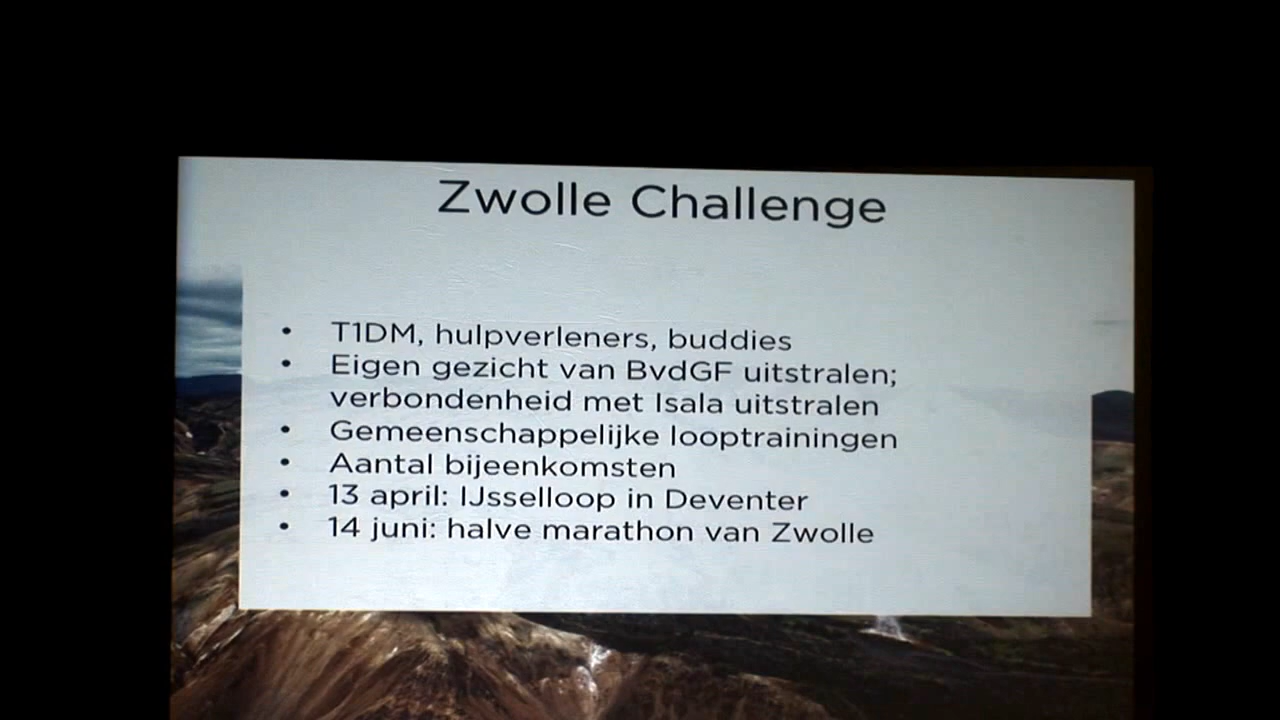 Zwolle Challenge
• T1DM, hulpverleners, buddies
• Eigen gezicht van BvdGF uitstralen;
verbondenheid met Isala uitstralen
• Gemeenschappelijke looptrainingen
• Aantal bijeenkomsten
• 13 april: IJsselloop in Deventer
• 14 juni: halve marathon van Zwolle